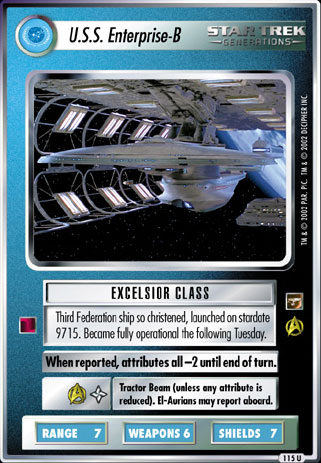 U.S.S. Enterprise-B
STAR TREK
GENERATIONS
TM & © 2002 PAR. PIC. TM & © 2002 DECIPHER INC.
EXCELSIOR CLASS
Third Federation ship so christened, launched on stardate
9715. Became fully operational the following Tuesday.
When reported, attributes all –2 until end of turn.
Tractor Beam (unless any attribute is
reduced). El-Aurians may report aboard.
RANGE 7 WEAPONS 6 SHIELDS 7
115 U